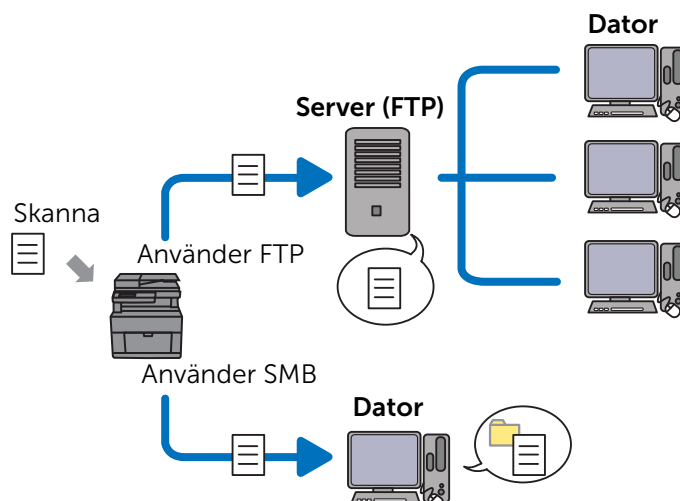 Dator
Server (FTP)
Skanna
Använder FTP
Använder SMB
Dator